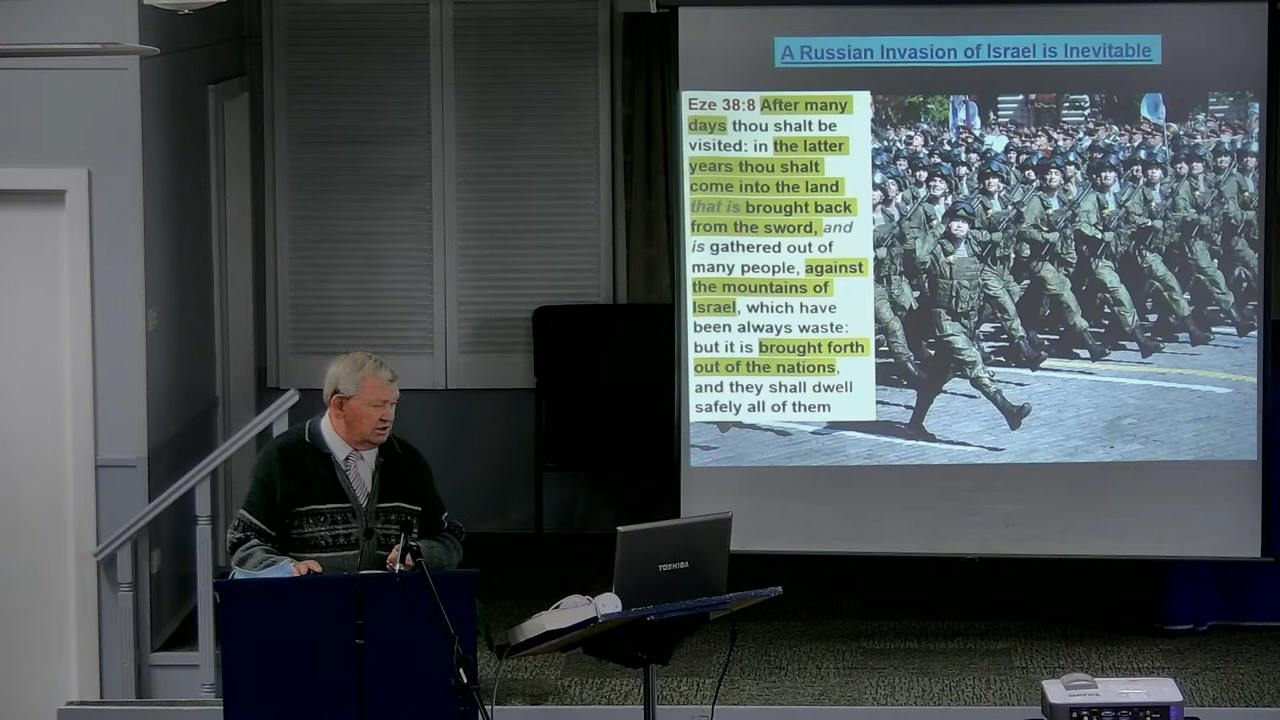 A Russian Invasion of Israel is Inevitable
Eze 38:8 After many
days thou shalt be
visited: in the latter
years thou shalt
come into the land
that is brought back
from the sword, and
is gathered out of
many people, against
the mountains of
Israel, which have
been always waste:
but it is brought forth
out of the nations,
and they shall dwell
safely all of them
TOSHIBA